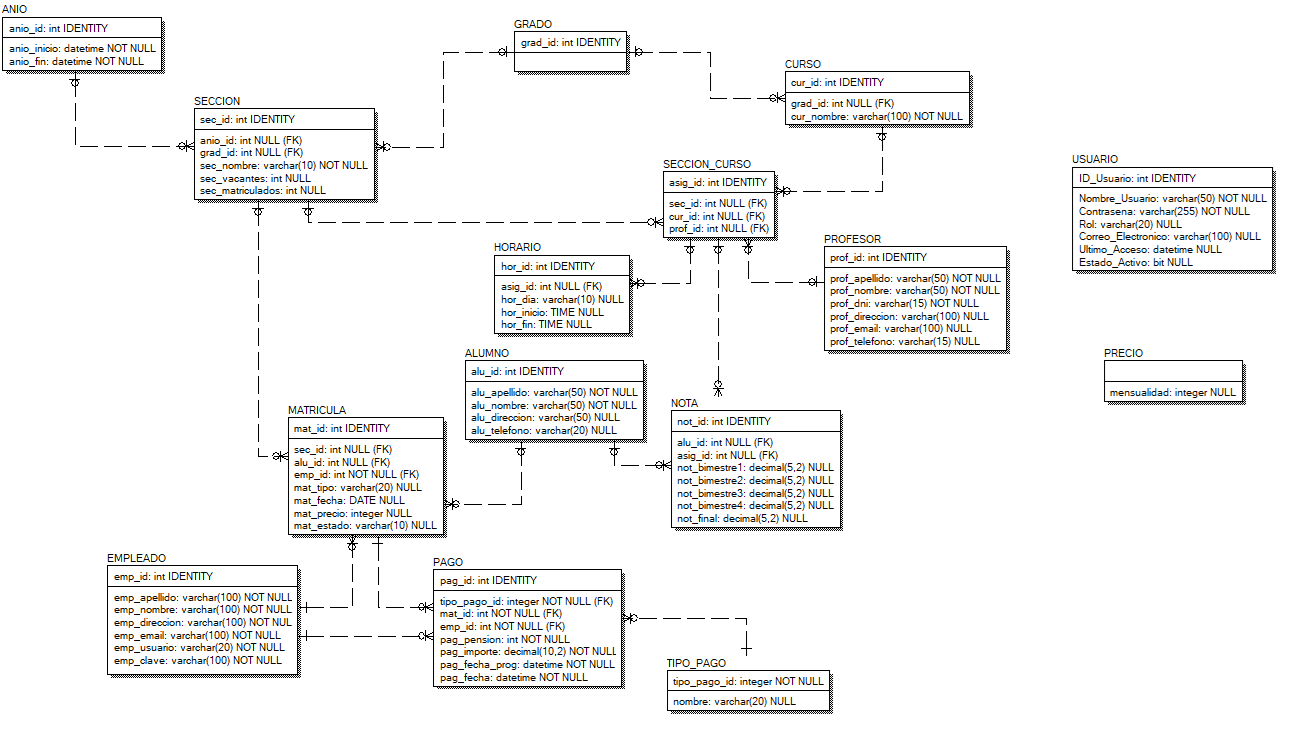 ANIO
anio_id: int IDENTITY
anio_inicio: datetime NOT NULL
anio_fin: datetime NOT NULL
GRADO
grad_id: int IDENTITY
CURSO
cur_id: int IDENTITY
grad_id: int NULL (FK)
cur_nombre: varchar(100) NOT NULL
SECCION
sec_id: int IDENTITY
anio_id: int NULL (FK)
grad_id: int NULL (FK)
sec_nombre: varchar(10) NOT NULL
sec_vacantes: int NULL
sec_matriculados: int NULL
SECCION_CURSO
asig_id: int IDENTITY
sec_id: int NULL (FK)
cur_id: int NULL (FK)
prof_id: int NULL (FK)
USUARIO
ID_Usuario: int IDENTITY
Nombre_Usuario: varchar(50) NOT NULL
Contrasena: varchar(255) NOT NULL
Rol: varchar(20) NULL
Correo_Electronico: varchar(100) NULL
Ultimo_Acceso: datetime NULL
Estado_Activo: bit NULL
HORARIO
hor_id: int IDENTITY
asig_id: int NULL (FK)
hor_dia: varchar(10) NULL
hor_inicio: TIME NULL
hor_fin: TIME NULL
PROFESOR
prof_id: int IDENTITY
prof_apellido: varchar(50) NOT NULL
prof_nombre: varchar(50) NOT NULL
prof_dni: varchar(15) NOT NULL
prof_direccion: varchar(100) NULL
prof_email: varchar(100) NULL
prof_telefono: varchar(15) NULL
ALUMNO
alu_id: int IDENTITY
alu_apellido: varchar(50) NOT NULL
alu_nombre: varchar(50) NOT NULL
alu_direccion: varchar(50) NULL
alu_telefono: varchar(20) NULL
PRECIO
mensualidad: integer NULL
MATRICULA
mat_id: int IDENTITY
sec_id: int NULL (FK)
alu_id: int NULL (FK)
emp_id: int NOT NULL (FK)
mat_tipo: varchar(20) NULL
mat_fecha: DATE NULL
mat_precio: integer NULL
mat_estado: varchar(10) NULL
NOTA
not_id: int IDENTITY
alu_id: int NULL (FK)
asig_id: int NULL (FK)
not_bimestre1: decimal(5,2) NULL
not_bimestre2: decimal(5,2) NULL
not_bimestre3: decimal(5,2) NULL
not_bimestre4: decimal(5,2) NULL
not_final: decimal(5,2) NULL
EMPLEADO
emp_id: int IDENTITY
emp_apellido: varchar(100) NOT NULL
emp_nombre: varchar(100) NOT NULL
emp_direccion: varchar(100) NOT NUL
emp_email: varchar(100) NOT NULL
emp_usuario: varchar(20) NOT NULL
emp_clave: varchar(100) NOT NULL
PAGO
pag_id: int IDENTITY
tipo_pago_id: integer NOT NULL (FK)
mat_id: int NOT NULL (FK)
emp_id: int NOT NULL (FK)
pag_pension: int NOT NULL
pag_importe: decimal(10,2) NOT NULL
pag_fecha_prog: datetime NOT NULL
pag_fecha: datetime NOT NULL
TIPO_PAGO
tipo_pago_id: integer NOT NULL
nombre: varchar(20) NULL